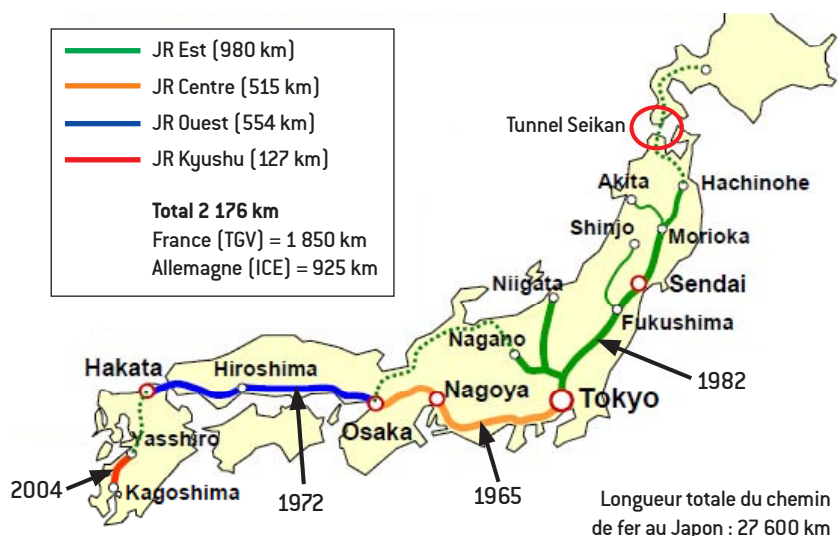 JR Est (980 km)
JR Centre (515 km)
JR Ouest (554 km)
JR Kyushu (127 km)
Total 2 176 km
France (TGV) = 1 850 km
Allemagne (ICE) = 925 km
Tunnel Seikan
Akita
Hachinohe
Shinjo
Morioka
Niigata
Sendai
Fukushima
Nagano
1982
Hakata
Hiroshima
Nagoya
Tokyo
Osaka
Yasshiro
2004
Kagoshima
1972
1965
Longueur totale du chemin
de fer au Japon : 27 600 km